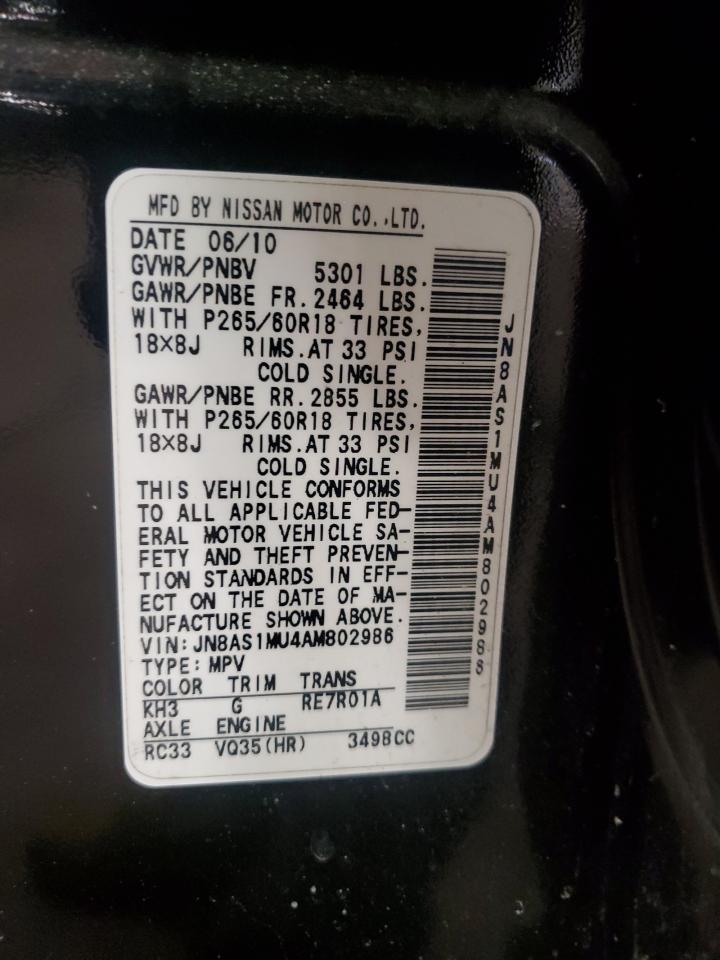 MFD BY NISSAN MOTOR CO.,LTD.
DATE 06/10
GVWR/PNBV 5301 LBS.
GAWR/PNBE FR.2464 LBS.
WITH P265/60R18 TIRES,
18X8J RIMS.AT 33 PSI
COLD SINGLE.
GAWR/PNBE RR.2855 LBS.
WITH P265/60R18 TIRES,
18X8J RIMS.AT 33 PSI
COLD SINGLE.
THIS VEHICLE CONFORMS
TO ALL APPLICABLE FED-
ERAL MOTOR VEHICLE SA-
FETY AND THEFT PREVEN-
TION STANDARDS IN EFF-
ECT ON THE DATE OF MA-
NUFACTURE SHOWN ABOVE.
VIN:JN8AS1MU4AM802986
TYPE:MPV
COLOR TRIM TRANS
KH3 G RE7R01A
AXLE ENGINE
RC33 VQ35(HR) 3498CC
JN8AS1MU4AM802986